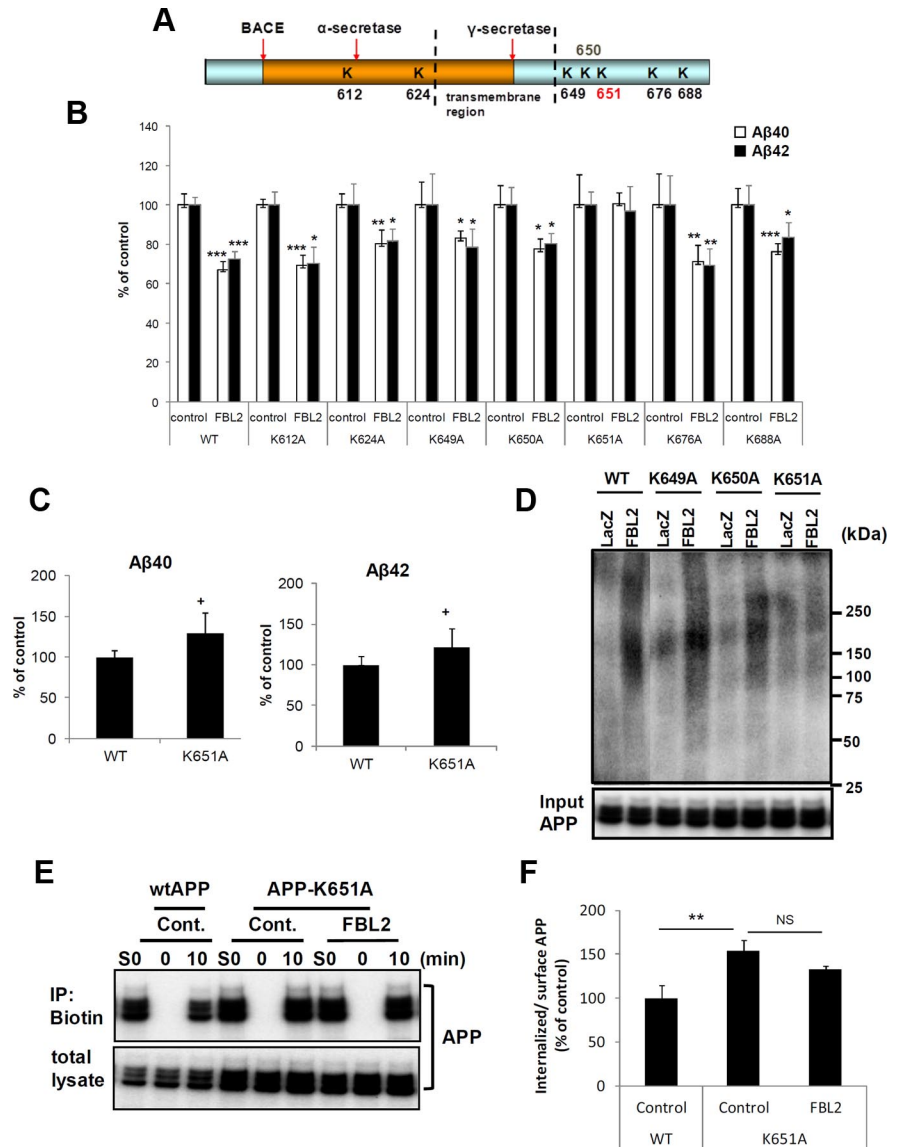 A
BACE α-secretase γ-secretase
650
K K K K K K K
612 624 transmembrane region 649 651 676 688
B
140
120
100
80
60
40
20
0
% of control
Aβ40
Aβ42
*** *** *** * ** * * * * * ** ** *** *
control FBL2 control FBL2 control FBL2 control FBL2 control FBL2 control FBL2 control FBL2 control FBL2
WT K612A K624A K649A K650A K651A K676A K688A
C
Aβ40
200
150
100
50
0
% of control
+
WT K651A
Aβ42
200
150
100
50
0
% of control
+
WT K651A
D
WT K649A K650A K651A
LacZ FBL2 LacZ FBL2 LacZ FBL2 LacZ FBL2
(kDa)
250
150
100
75
50
25
Input
APP
E
wtAPP APP-K651A
Cont. Cont. FBL2
S0 0 10 S0 0 10 S0 0 10 (min)
IP:
Biotin
APP
total
lysate
F
200
150
100
50
0
Internalized/ surface APP
(% of control)
** NS
Control Control FBL2
WT K651A